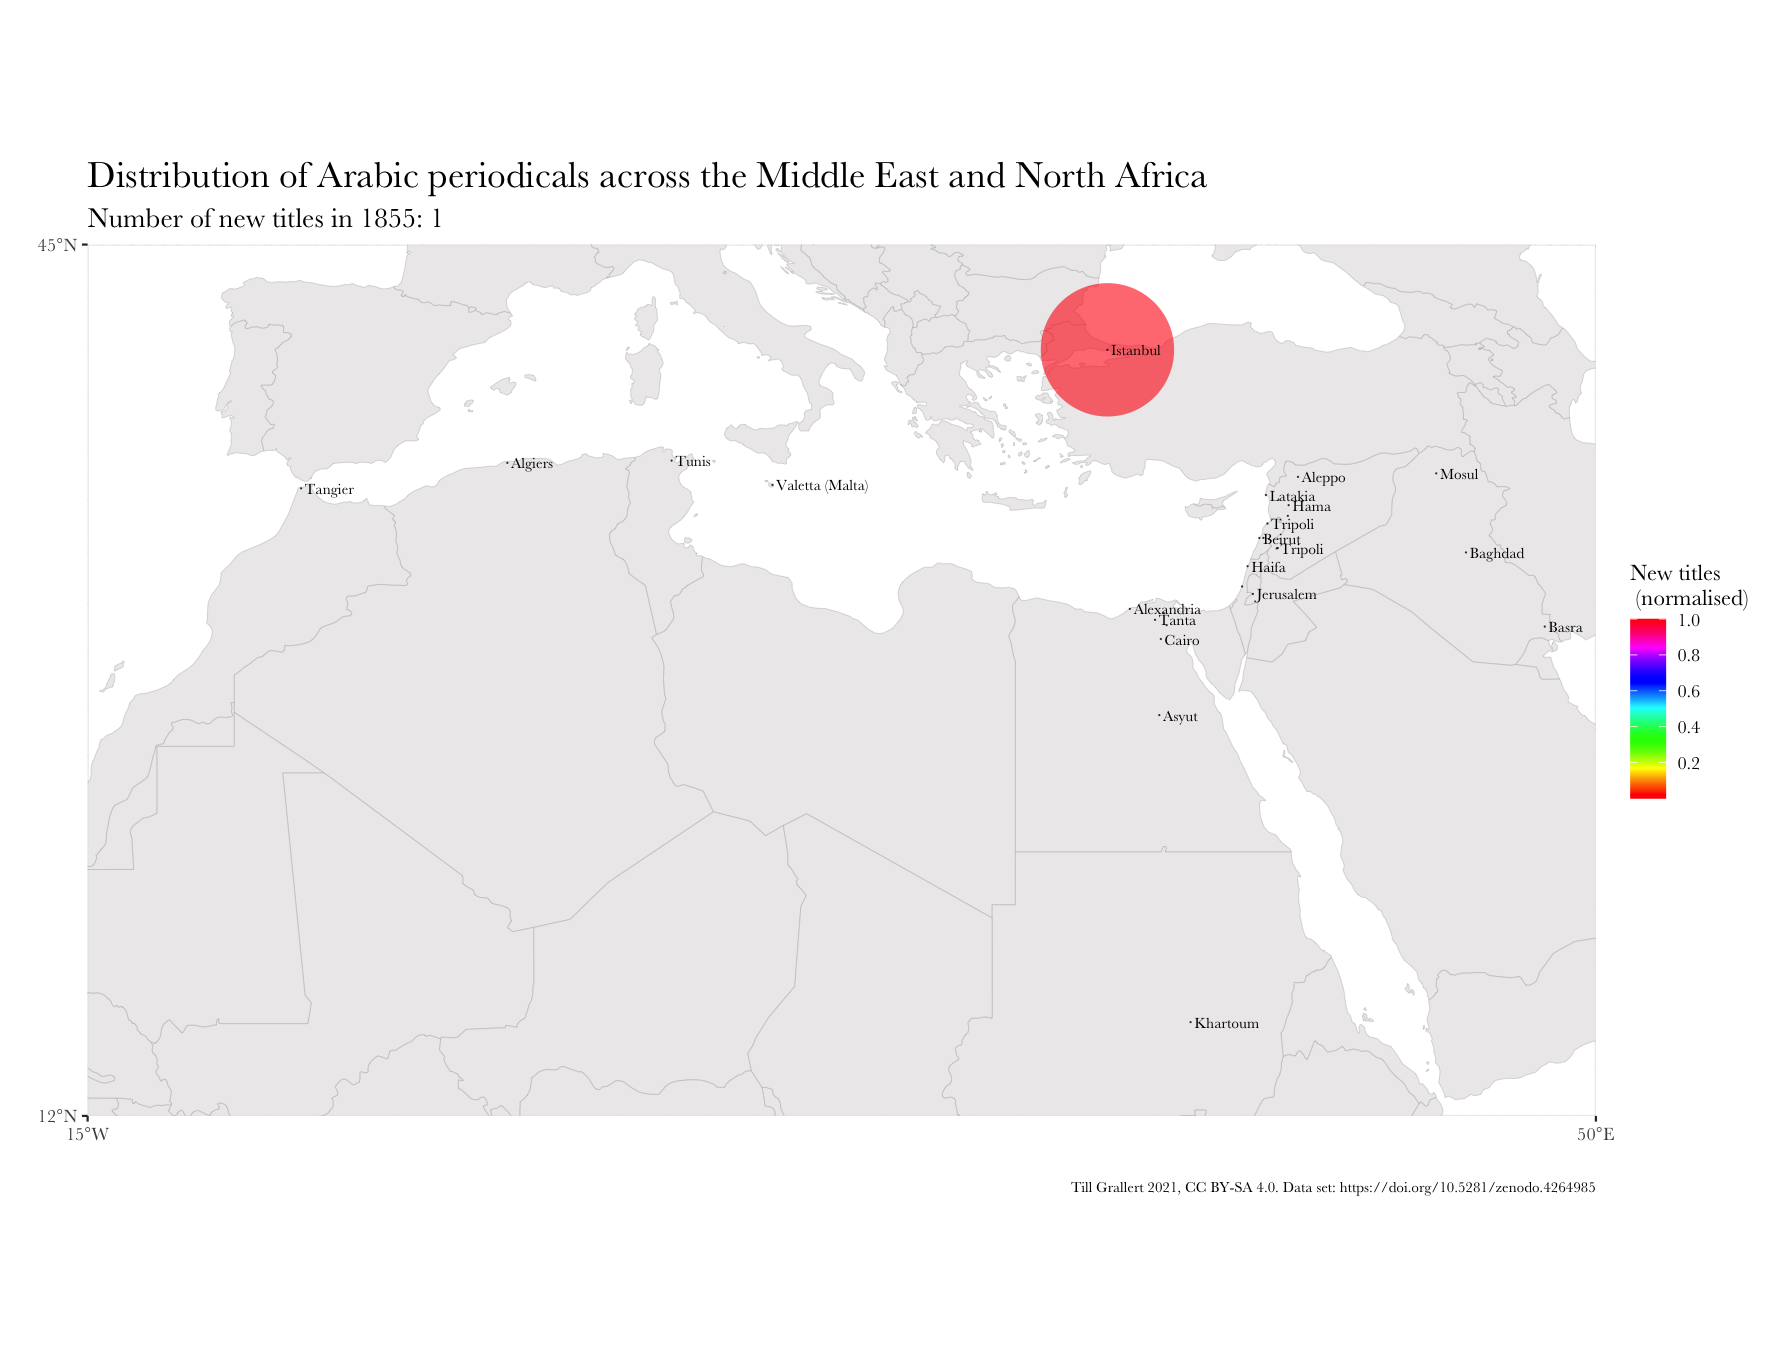 Distribution of Arabic periodicals across the Middle East and North Africa
Number of new titles in 1855: 1
45°N
Istanbul
Algiers
Tunis
Tangier
Valetta (Malta)
Aleppo
Mosul
Latakia
Hama
Tripoli
Beirut
Tripoli
Baghdad
Haifa
Jerusalem
Alexandria
Tanta
Basra
Cairo
Asyut
Khartoum
New titles
(normalised)
1.0
0.8
0.6
0.4
0.2
12°N
15°W
50°E
Till Grallert 2021, CC BY-SA 4.0. Data set: https://doi.org/10.5281/zenodo.4264985